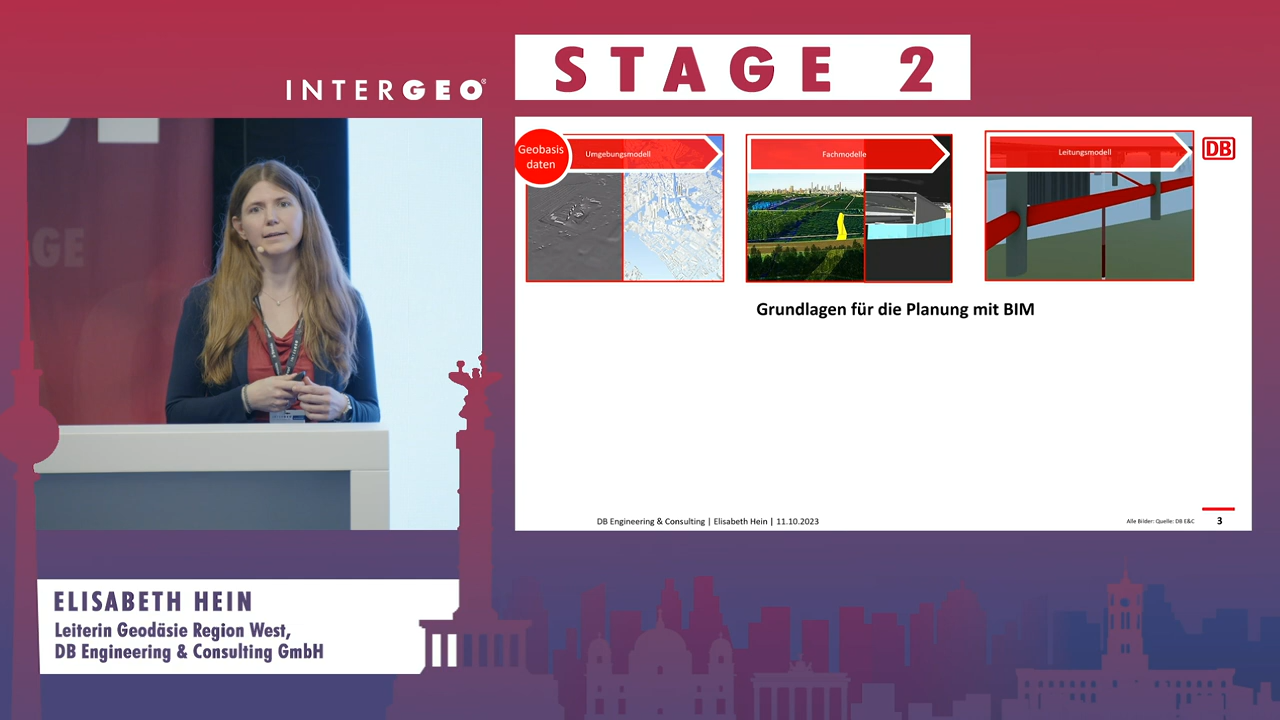 STAGE 2
INTERGEO®
Geobasis
daten
Umgebungsmodell
Fachmodelle
Leitungsmodell
DB
AGE
Grundlagen für die Planung mit BIM
DB Engineering & Consulting | Elisabeth Hein | 11.10.2023
Alle Bilder: Quelle: DB E&C
3
ELISABETH HEIN
Leiterin Geodäsie Region West,
DB Engineering & Consulting GmbH